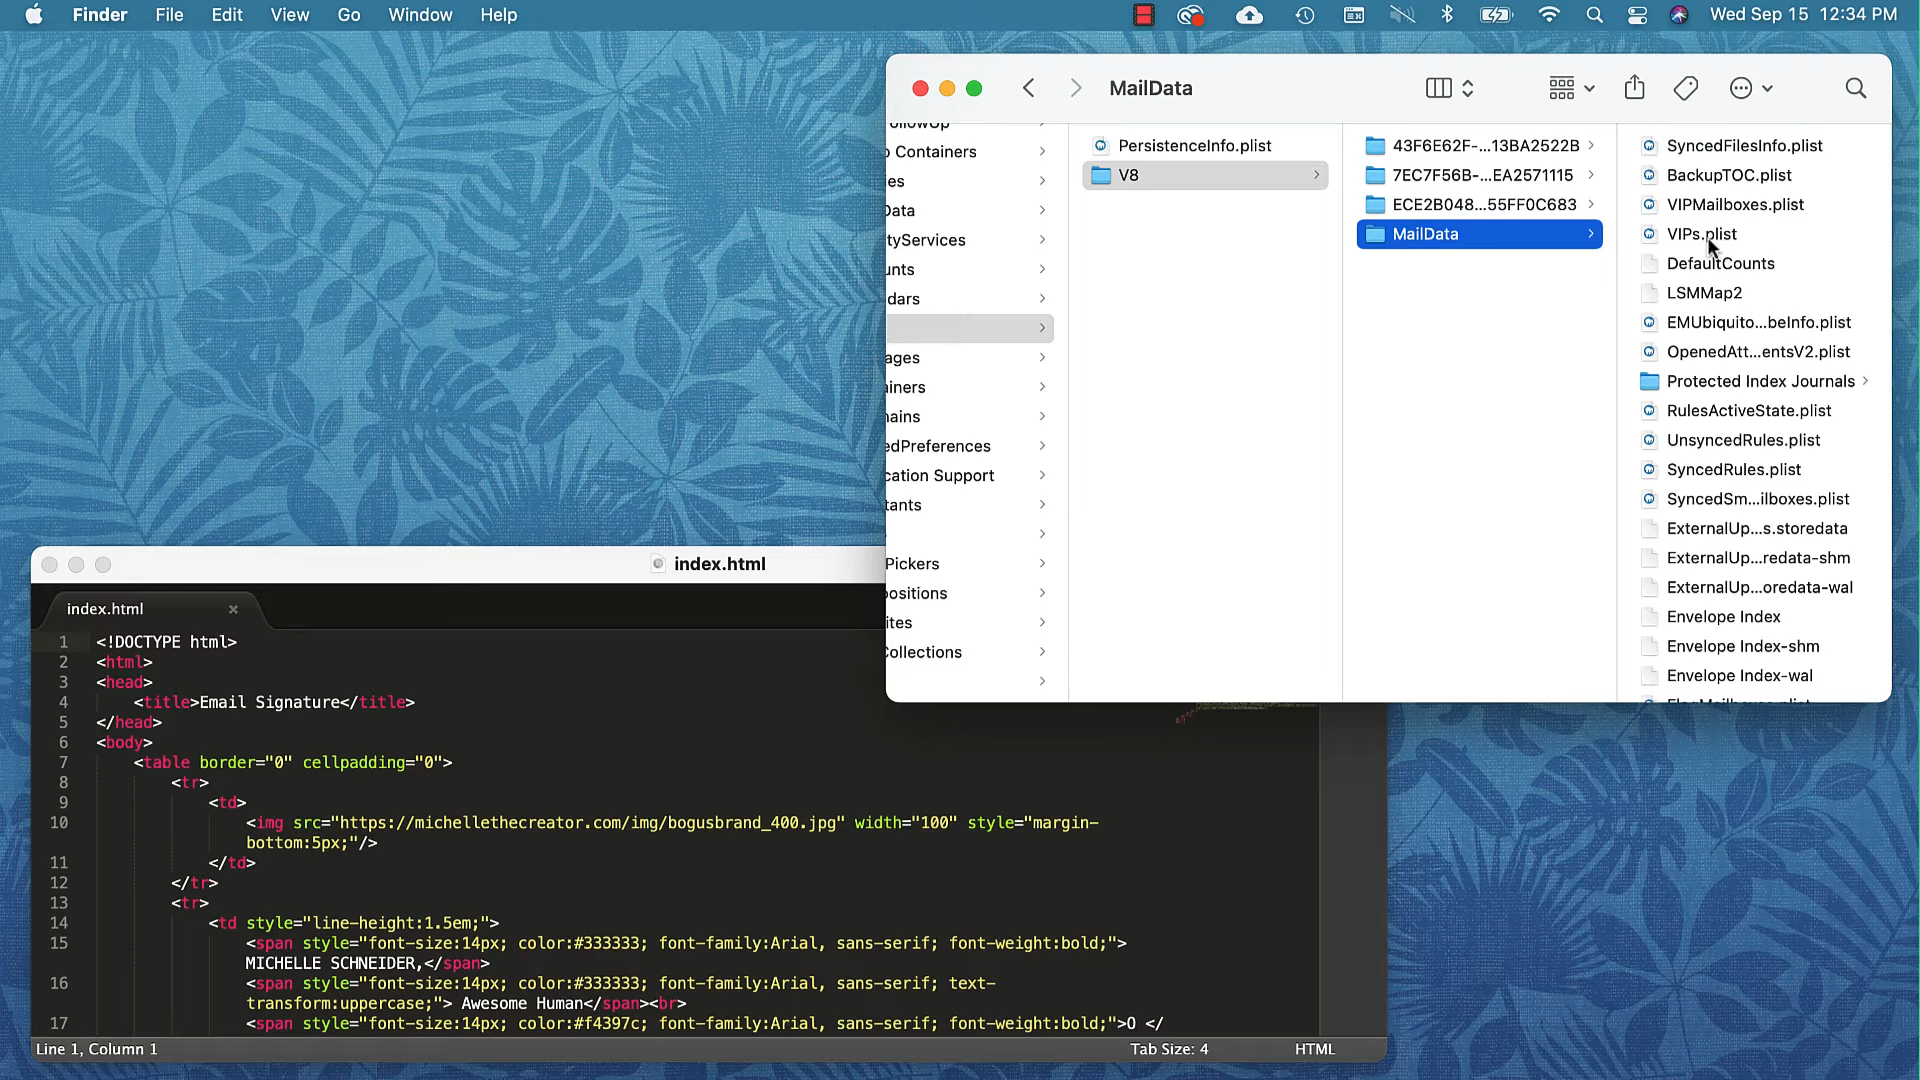 Finder File Edit View Go Window Help Wed Sep 15 12:34 PM
MailData
ollowUp
o Containers
es
Data
tyServices
unts
dars
ages
ainers
nains
edPreferences
cation Support
tants
Pickers
positions
ites
Collections
PersistenceInfo.plist
V8
43F6E62F-...13BA2522B
7EC7F56B-...EA2571115
ECE2B048...55FF0C683
MailData
SyncedFilesInfo.plist
BackupTOC.plist
VIPMailboxes.plist
VIPs.plist
DefaultCounts
LSMMap2
EMUbiquito...beInfo.plist
OpenedAtt...entsV2.plist
Protected Index Journals
RulesActiveState.plist
UnsyncedRules.plist
SyncedRules.plist
SyncedSm...ilboxes.plist
ExternalUp...s.storedata
ExternalUp...redata-shm
ExternalUp...oredata-wal
Envelope Index
Envelope Index-shm
Envelope Index-wal
index.html
index.html
1 <!DOCTYPE html>
2 <html>
3 <head>
4 <title>Email Signature</title>
5 </head>
6 <body>
7 <table border="0" cellpadding="0">
8 <tr>
9 <td>
10 <img src="https://michellethecreator.com/img/bogusbrand_400.jpg" width="100" style="margin-
bottom:5px;"/>
11 </td>
12 </tr>
13 <tr>
14 <td style="line-height:1.5em;">
15 <span style="font-size:14px; color:#333333; font-family:Arial, sans-serif; font-weight:bold;">
MICHELLE SCHNEIDER,</span>
16 <span style="font-size:14px; color:#333333; font-family:Arial, sans-serif; text-
transform:uppercase;"> Awesome Human</span><br>
17 <span style="font-size:14px; color:#f4397c; font-family:Arial, sans-serif; font-weight:bold;">O </
Line 1, Column 1 Tab Size: 4 HTML